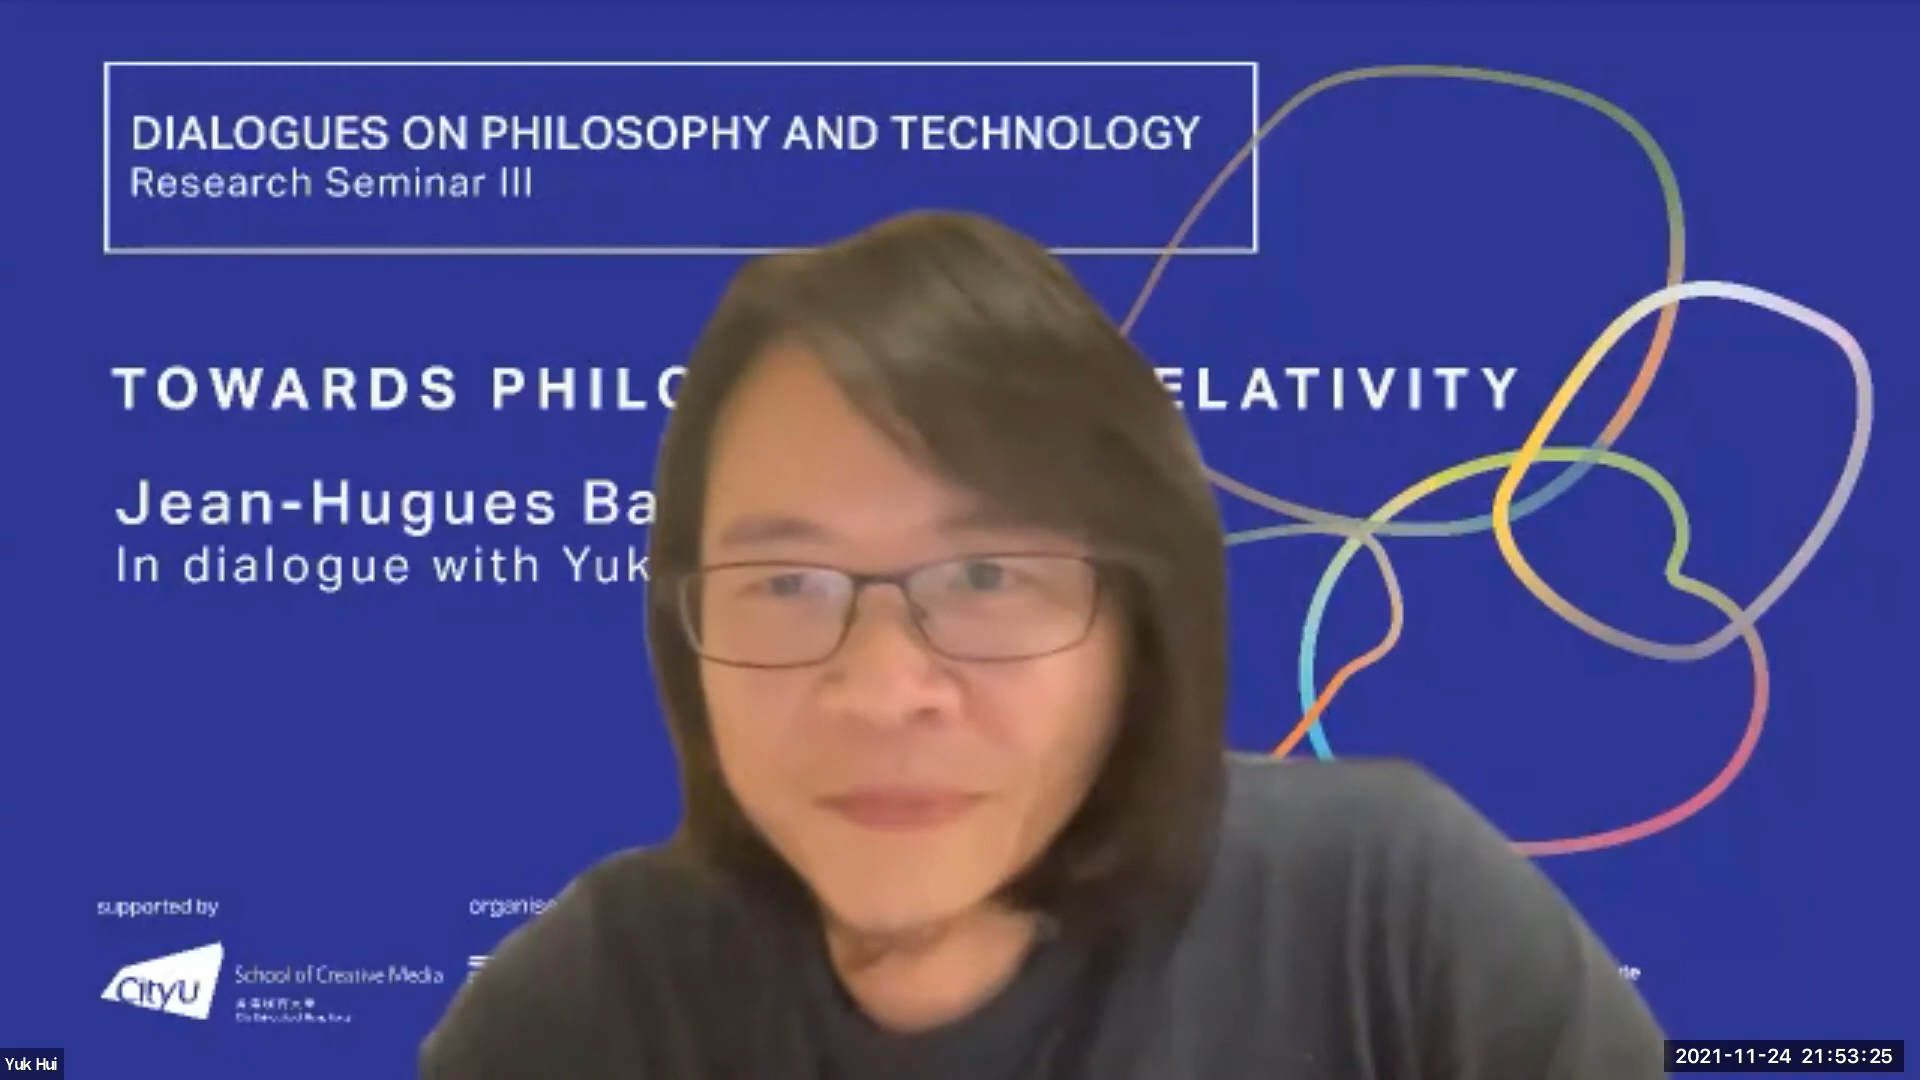 DIALOGUES ON PHILOSOPHY AND TECHNOLOGY
Research Seminar III
TOWARDS PHILO ELATIVITY
Jean-Hugues Ba
In dialogue with Yuk
supported by
organise
CityU
School of Creative Media
Yuk Hui
2021-11-24 21:53:25